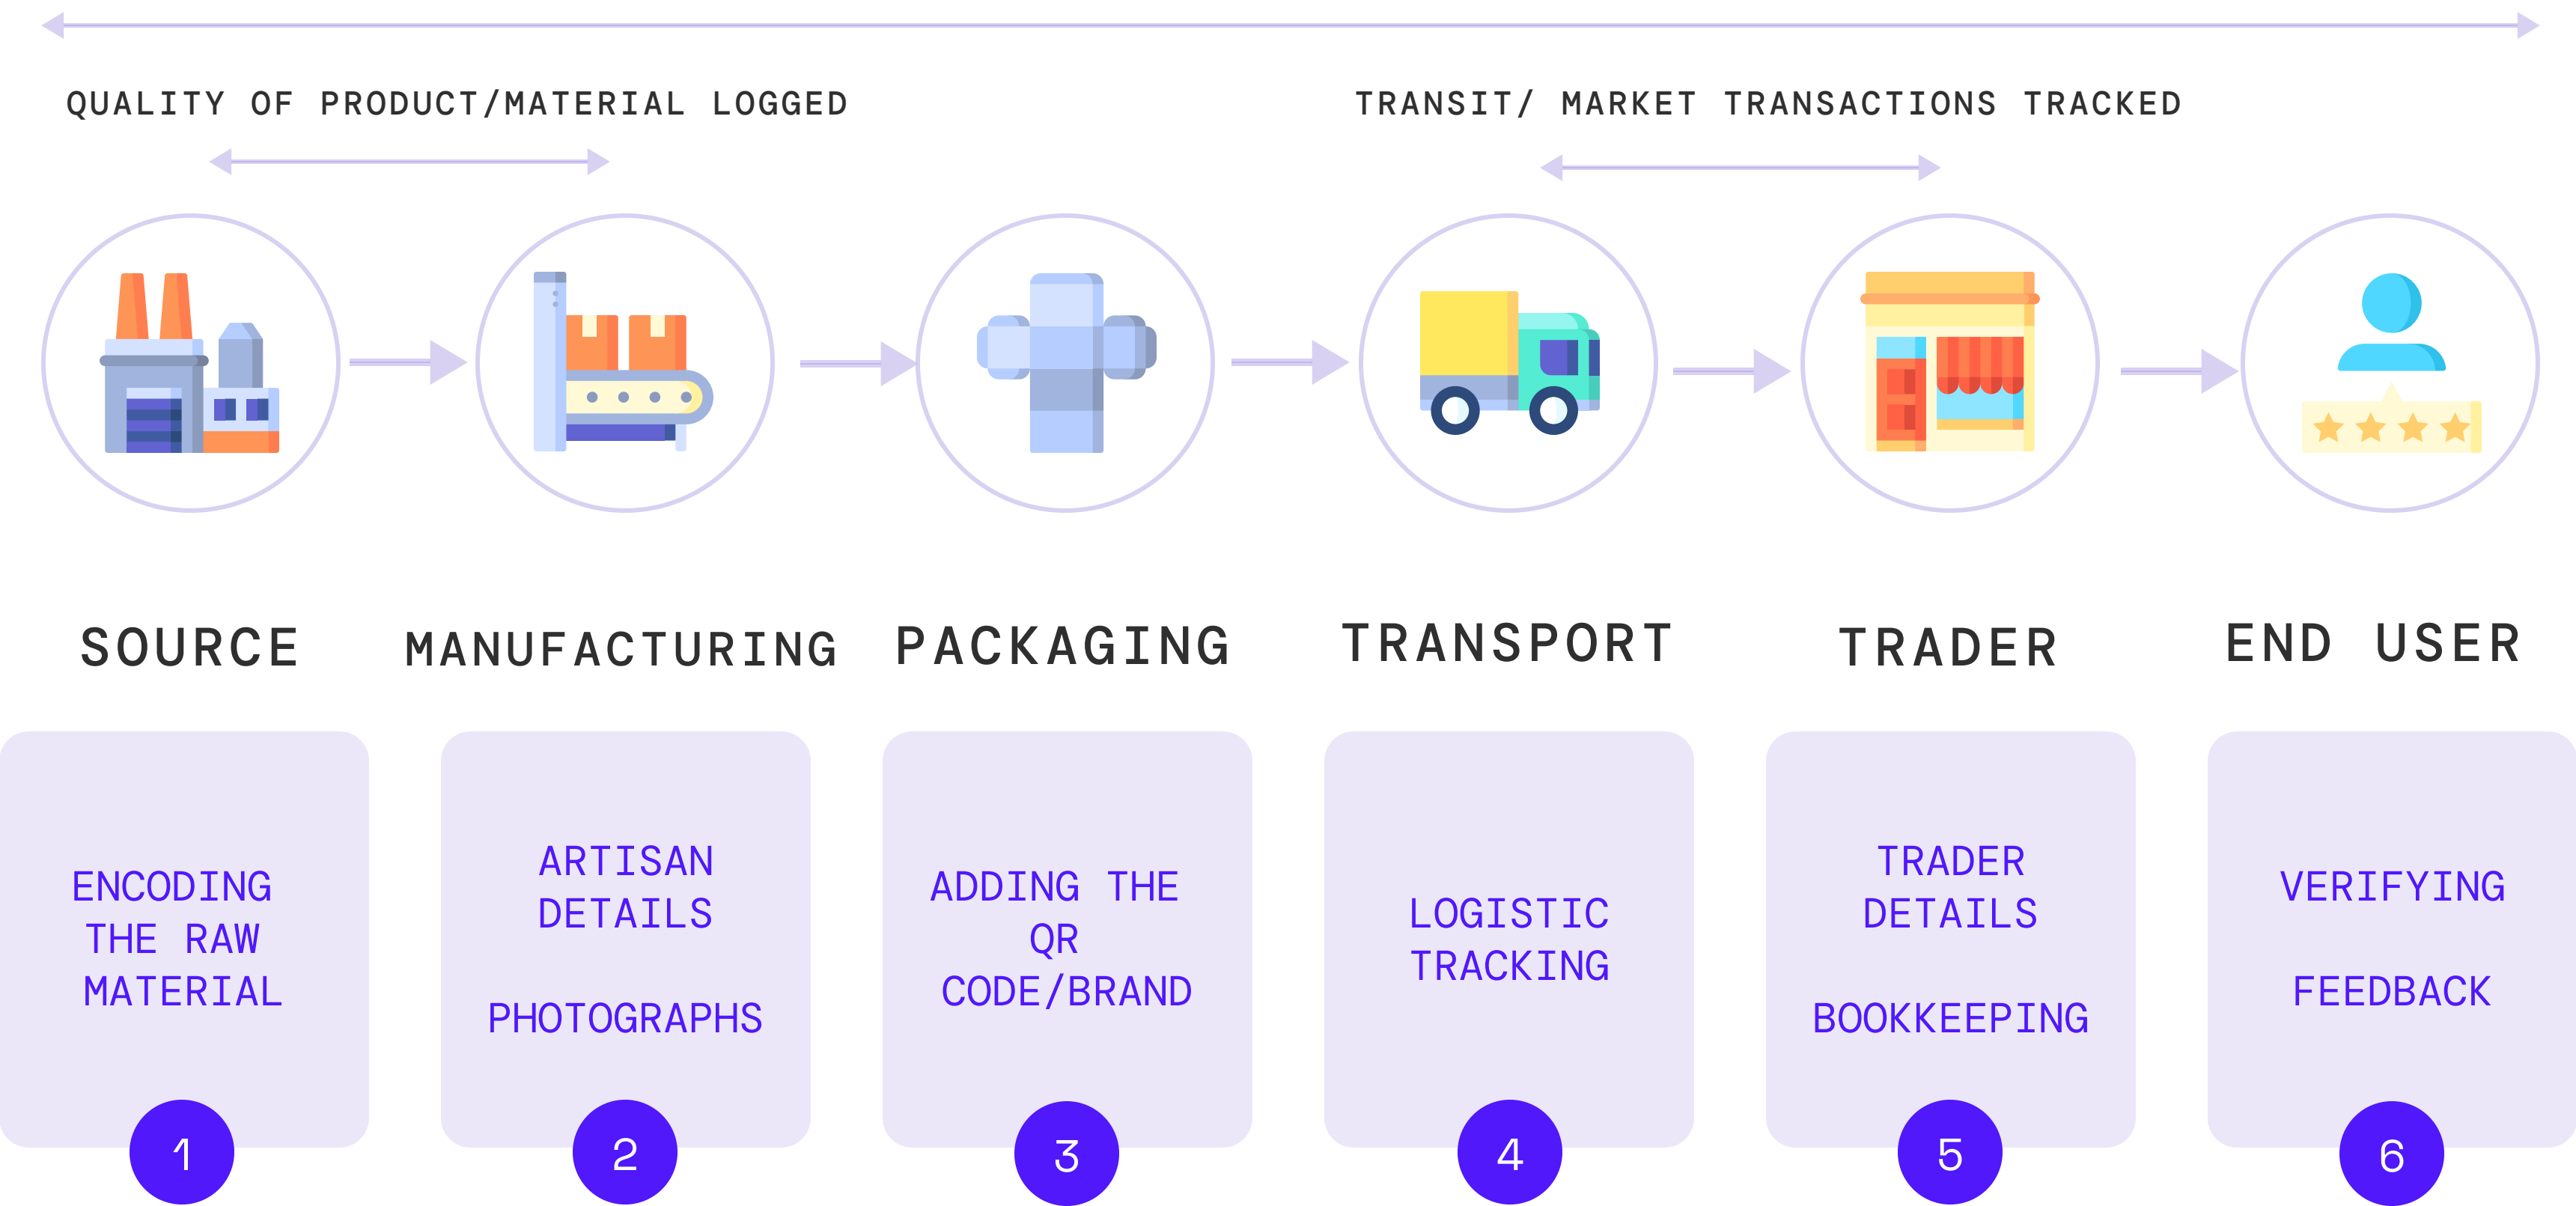 QUALITY OF PRODUCT/MATERIAL LOGGED
TRANSIT/ MARKET TRANSACTIONS TRACKED
SOURCE
MANUFACTURING
PACKAGING
TRANSPORT
TRADER
END USER
ENCODING
THE RAW
MATERIAL
1
ARTISAN
DETAILS
PHOTOGRAPHS
2
ADDING THE
QR
CODE/BRAND
3
LOGISTIC
TRACKING
4
TRADER
DETAILS
BOOKKEEPING
5
VERIFYING
FEEDBACK
6